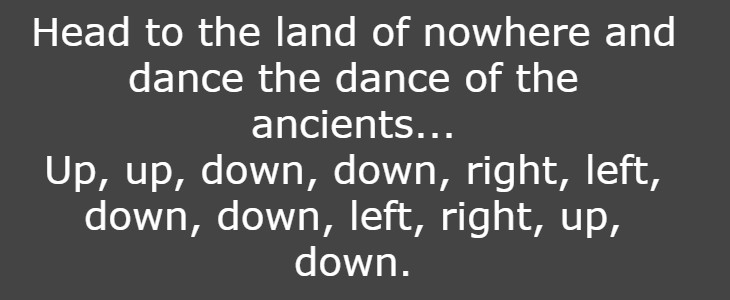 Head to the land of nowhere and
dance the dance of the
ancients...
Up, up, down, down, right, left,
down, down, left, right, up,
down.